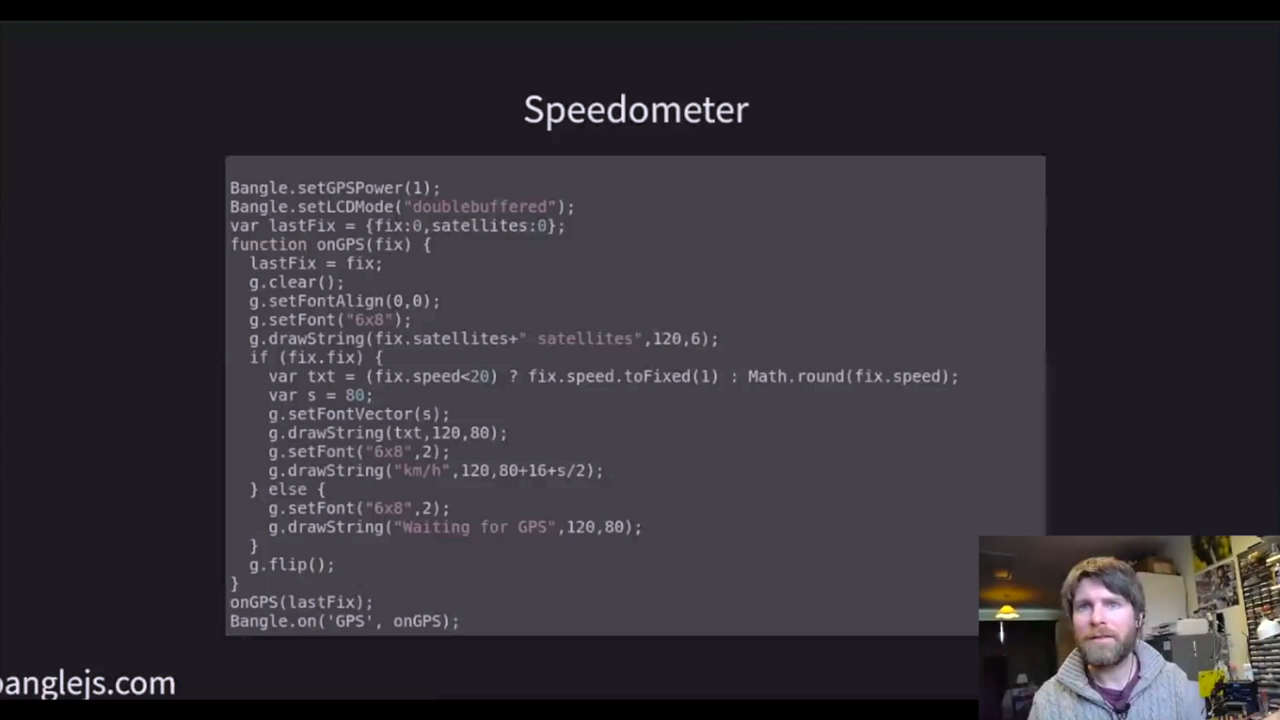 Speedometer
Bangle.setGPSPower(1);
Bangle.setLCDMode("doublebuffered");
var lastFix = {fix:0,satellites:0};
function onGPS(fix) {
  lastFix = fix;
  g.clear();
  g.setFontAlign(0,0);
  g.setFont("6x8");
  g.drawString(fix.satellites+" satellites",120,6);
  if (fix.fix) {
    var txt = (fix.speed<20) ? fix.speed.toFixed(1) : Math.round(fix.speed);
    var s = 80;
    g.setFontVector(s);
    g.drawString(txt,120,80);
    g.setFont("6x8",2);
    g.drawString("km/h",120,80+16+s/2);
  } else {
    g.setFont("6x8",2);
    g.drawString("Waiting for GPS",120,80);
  }
  g.flip();
}
onGPS(lastFix);
Bangle.on('GPS', onGPS);
banglejs.com